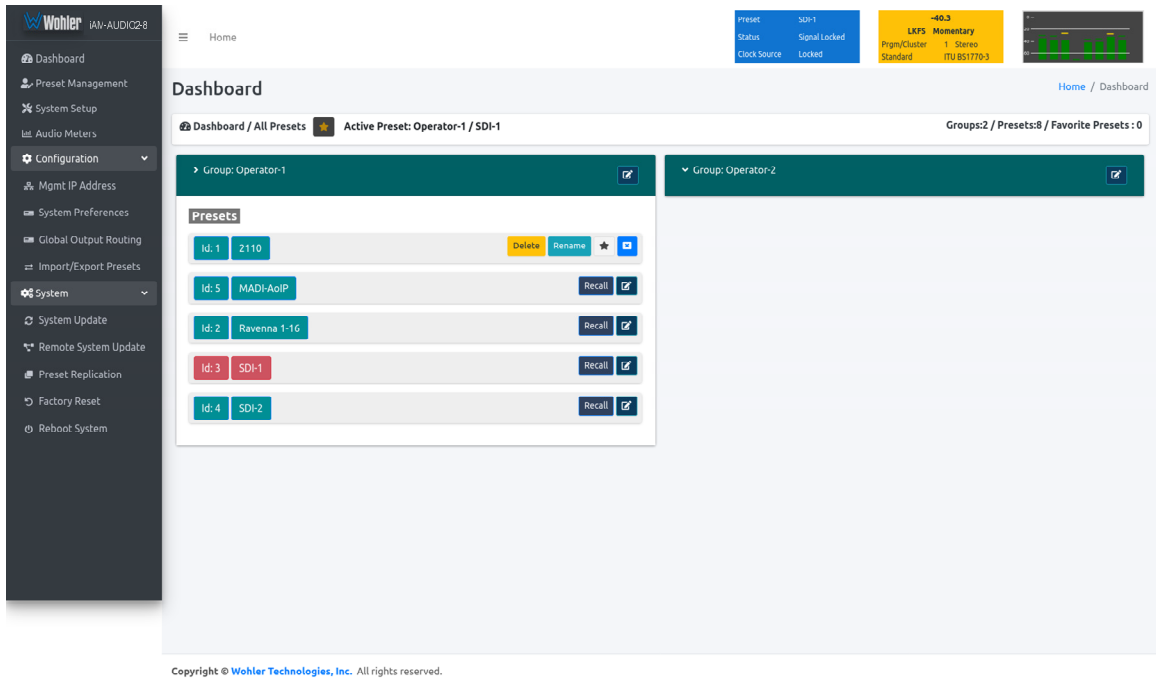 Wohler iAM-AUDIO2-8
Dashboard
Preset Management
System Setup
Audio Meters
Configuration
Mgmt IP Address
System Preferences
Global Output Routing
Import/Export Presets
System
System Update
Remote System Update
Preset Replication
Factory Reset
Reboot System
Home
Preset SDI-1
Status Signal Locked
Clock Source Locked
-40.3
LKFS Momentary
Prgm/Cluster 1 Stereo
Standard ITU BS1770-3
Dashboard
Home / Dashboard
Dashboard / All Presets Active Preset: Operator-1 / SDI-1
Groups:2 / Presets:8 / Favorite Presets : 0
Group: Operator-1
Presets
Id: 1 2110 Delete Rename
Id: 5 MADI-AoIP Recall
Id: 2 Ravenna 1-16 Recall
Id: 3 SDI-1 Recall
Id: 4 SDI-2 Recall
Group: Operator-2
Copyright © Wohler Technologies, Inc. All rights reserved.